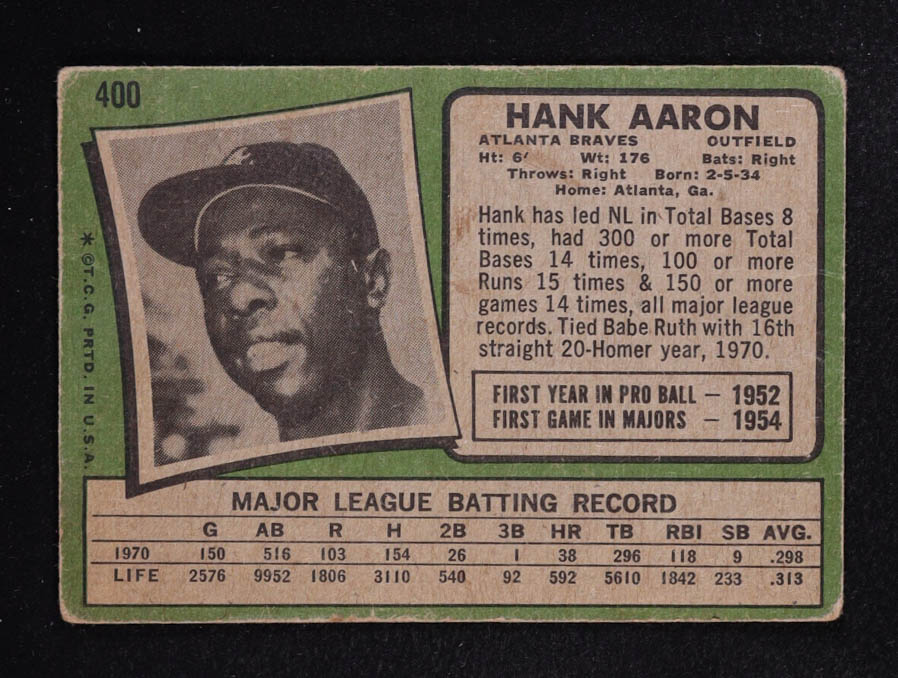 400
HANK AARON
ATLANTA BRAVES OUTFIELD
Ht: 6' Wt: 176 Bats: Right
Throws: Right Born: 2-5-34
Home: Atlanta, Ga.
Hank has led NL in Total Bases 8
times, had 300 or more Total
Bases 14 times, 100 or more
Runs 15 times & 150 or more
games 14 times, all major league
records. Tied Babe Ruth with 16th
straight 20-Homer year, 1970.
FIRST YEAR IN PRO BALL — 1952
FIRST GAME IN MAJORS — 1954
* ©T.C.G. PRTD. IN U.S.A.
MAJOR LEAGUE BATTING RECORD
G AB R H 2B 3B HR TB RBI SB AVG.
1970 150 516 103 154 26 1 38 296 118 9 .298
LIFE 2576 9952 1806 3110 540 92 592 5610 1842 233 .313